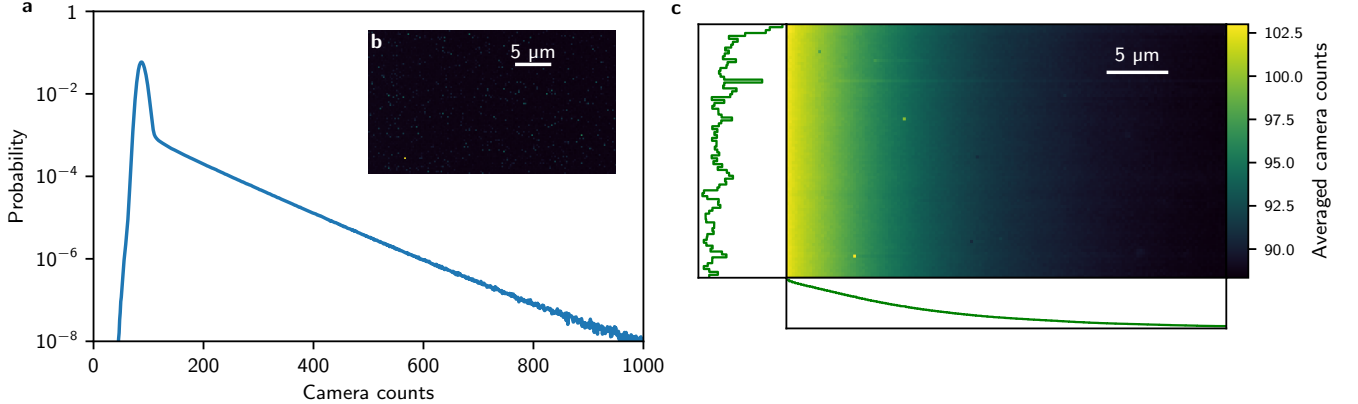 a
1
10⁻²
10⁻⁴
10⁻⁶
10⁻⁸
Probability
0
200
400
600
800
1000
Camera counts
b
5 μm
c
5 μm
102.5
100.0
97.5
95.0
92.5
90.0
Averaged camera counts